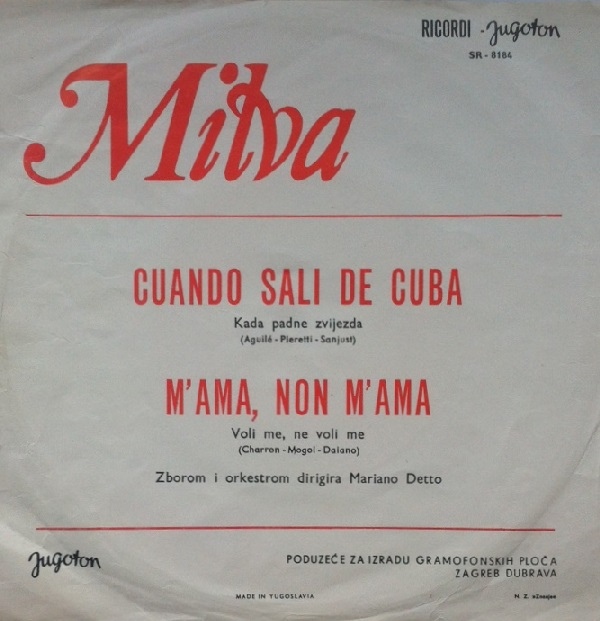 RICORDI - Jugoton
SR - 8184
Milva
CUANDO SALI DE CUBA
Kada padne zvijezda
(Aguilé - Pieretti - Sanjust)
M'AMA, NON M'AMA
Voli me, ne voli me
(Charron - Mogol - Daiano)
Zborom i orkestrom dirigira Mariano Detto
Jugoton
PODUZEĆE ZA IZRADU GRAMOFONSKIH PLOČA
ZAGREB DUBRAVA
MADE IN YUGOSLAVIA
N. Z.